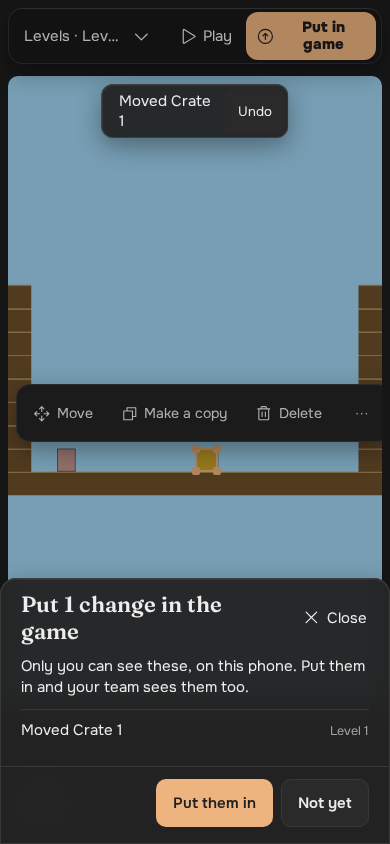 Levels · Lev...
Play
Put in
game
Moved Crate
1
Undo
Move
Make a copy
Delete
...
Put 1 change in the
game
Close
Only you can see these, on this phone. Put them
in and your team sees them too.
Moved Crate 1
Level 1
Put them in
Not yet